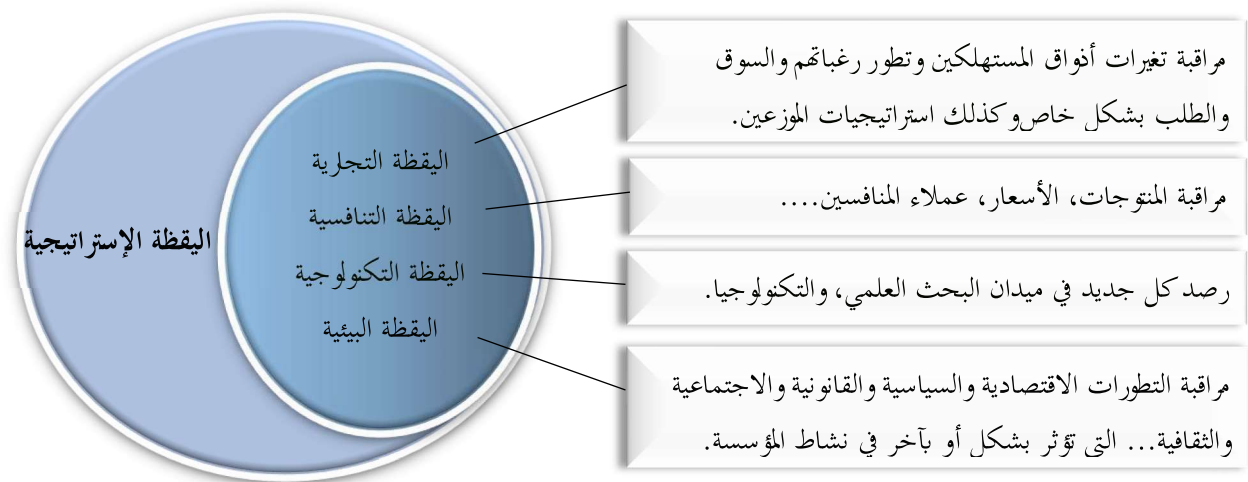 اليقظة الإستراتيجية
اليقظة التجارية
اليقظة التنافسية
اليقظة التكنولوجية
اليقظة البيئية
مراقبة تغيرات أذواق المستهلكين وتطور رغباتهم والسوق
والطلب بشكل خاص وكذلك استراتيجيات الموزعين.
مراقبة المنتوجات، الأسعار، عملاء المنافسين....
رصد كل جديد في ميدان البحث العلمي، والتكنولوجيا.
مراقبة التطورات الاقتصادية والسياسية والقانونية والاجتماعية
والثقافية... التي تؤثر بشكل أو بآخر في نشاط المؤسسة.